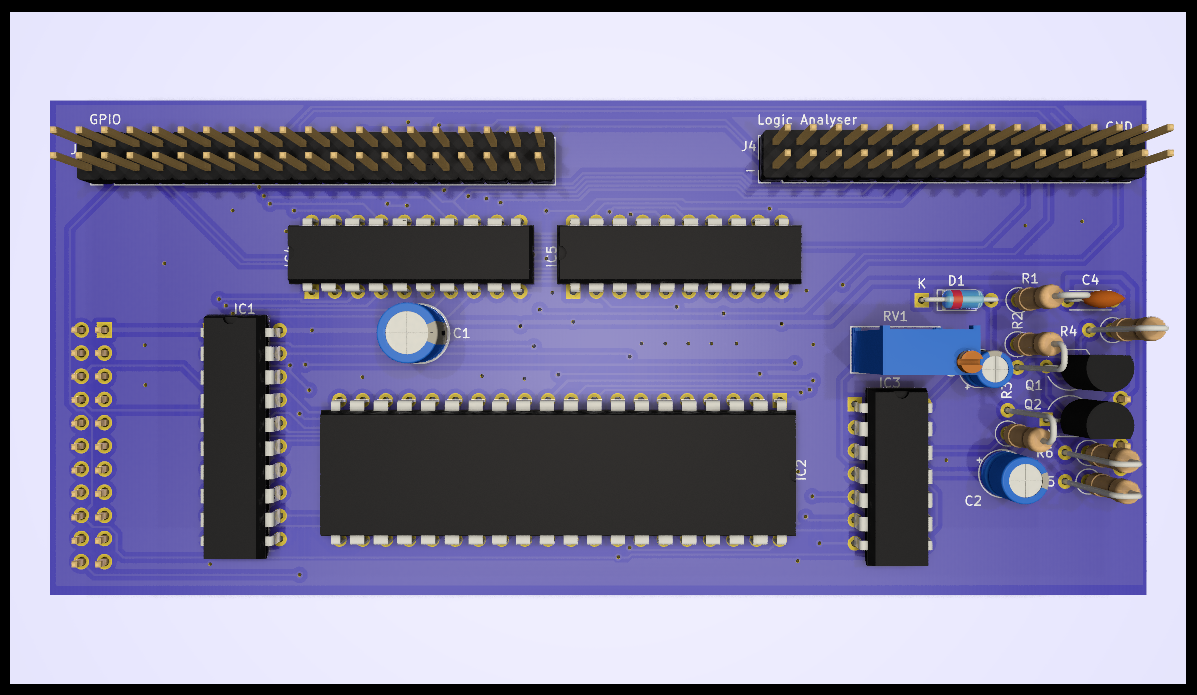 GPIO
Logic Analyser
GND
J
J4
IC5
IC1
C1
K
D1
R1
C4
RV1
R2
R4
IC3
R3
Q1
Q2
IC2
R6
C2